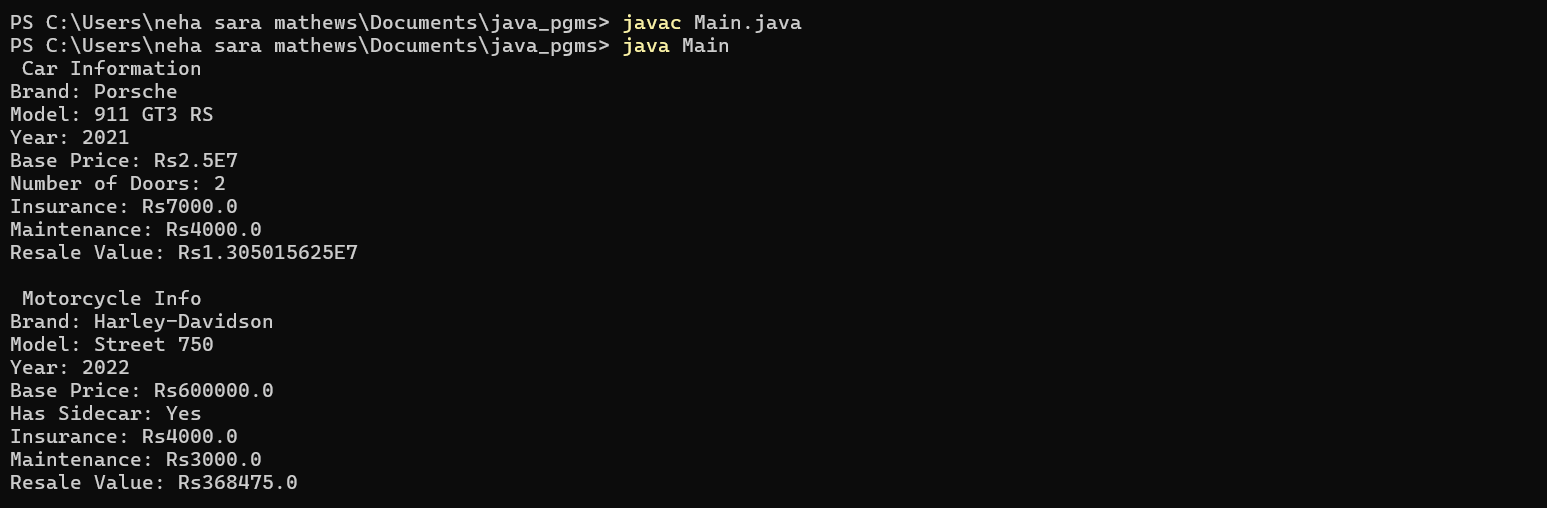 PS C:\Users\neha sara mathews\Documents\java_pgms> javac Main.java
PS C:\Users\neha sara mathews\Documents\java_pgms> java Main
 Car Information
Brand: Porsche
Model: 911 GT3 RS
Year: 2021
Base Price: Rs2.5E7
Number of Doors: 2
Insurance: Rs7000.0
Maintenance: Rs4000.0
Resale Value: Rs1.305015625E7

 Motorcycle Info
Brand: Harley-Davidson
Model: Street 750
Year: 2022
Base Price: Rs600000.0
Has Sidecar: Yes
Insurance: Rs4000.0
Maintenance: Rs3000.0
Resale Value: Rs368475.0